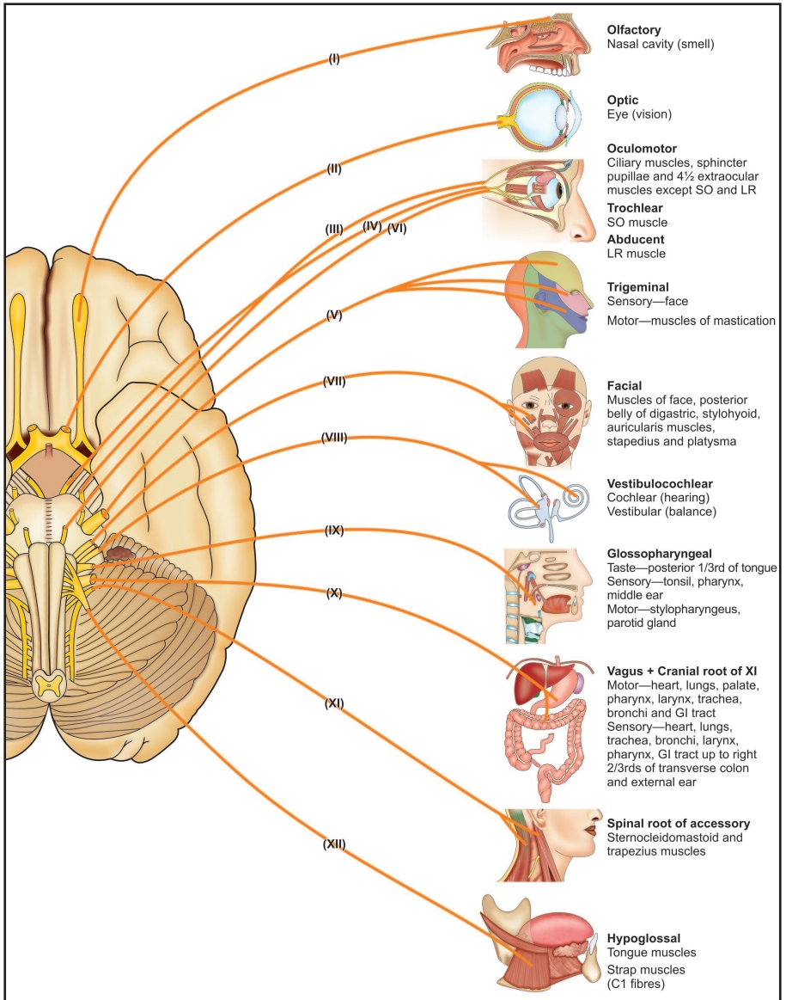 Olfactory
Nasal cavity (smell)
(I)
Optic
Eye (vision)
(II)
Oculomotor
Ciliary muscles, sphincter
pupillae and 4½ extraocular
muscles except SO and LR
Trochlear
SO muscle
Abducent
LR muscle
(III)
(IV)
(VI)
Trigeminal
Sensory—face
Motor—muscles of mastication
(V)
Facial
Muscles of face, posterior
belly of digastric, stylohyoid,
auricularis muscles,
stapedius and platysma
(VII)
Vestibulocochlear
Cochlear (hearing)
Vestibular (balance)
(VIII)
Glossopharyngeal
Taste—posterior 1/3rd of tongue
Sensory—tonsil, pharynx,
middle ear
Motor—stylopharyngeus,
parotid gland
(IX)
Vagus + Cranial root of XI
Motor—heart, lungs, palate,
pharynx, larynx, trachea,
bronchi and GI tract
Sensory—heart, lungs,
trachea, bronchi, larynx,
pharynx, GI tract up to right
2/3rds of transverse colon
and external ear
(X)
Spinal root of accessory
Sternocleidomastoid and
trapezius muscles
(XI)
Hypoglossal
Tongue muscles
Strap muscles
(C1 fibres)
(XII)